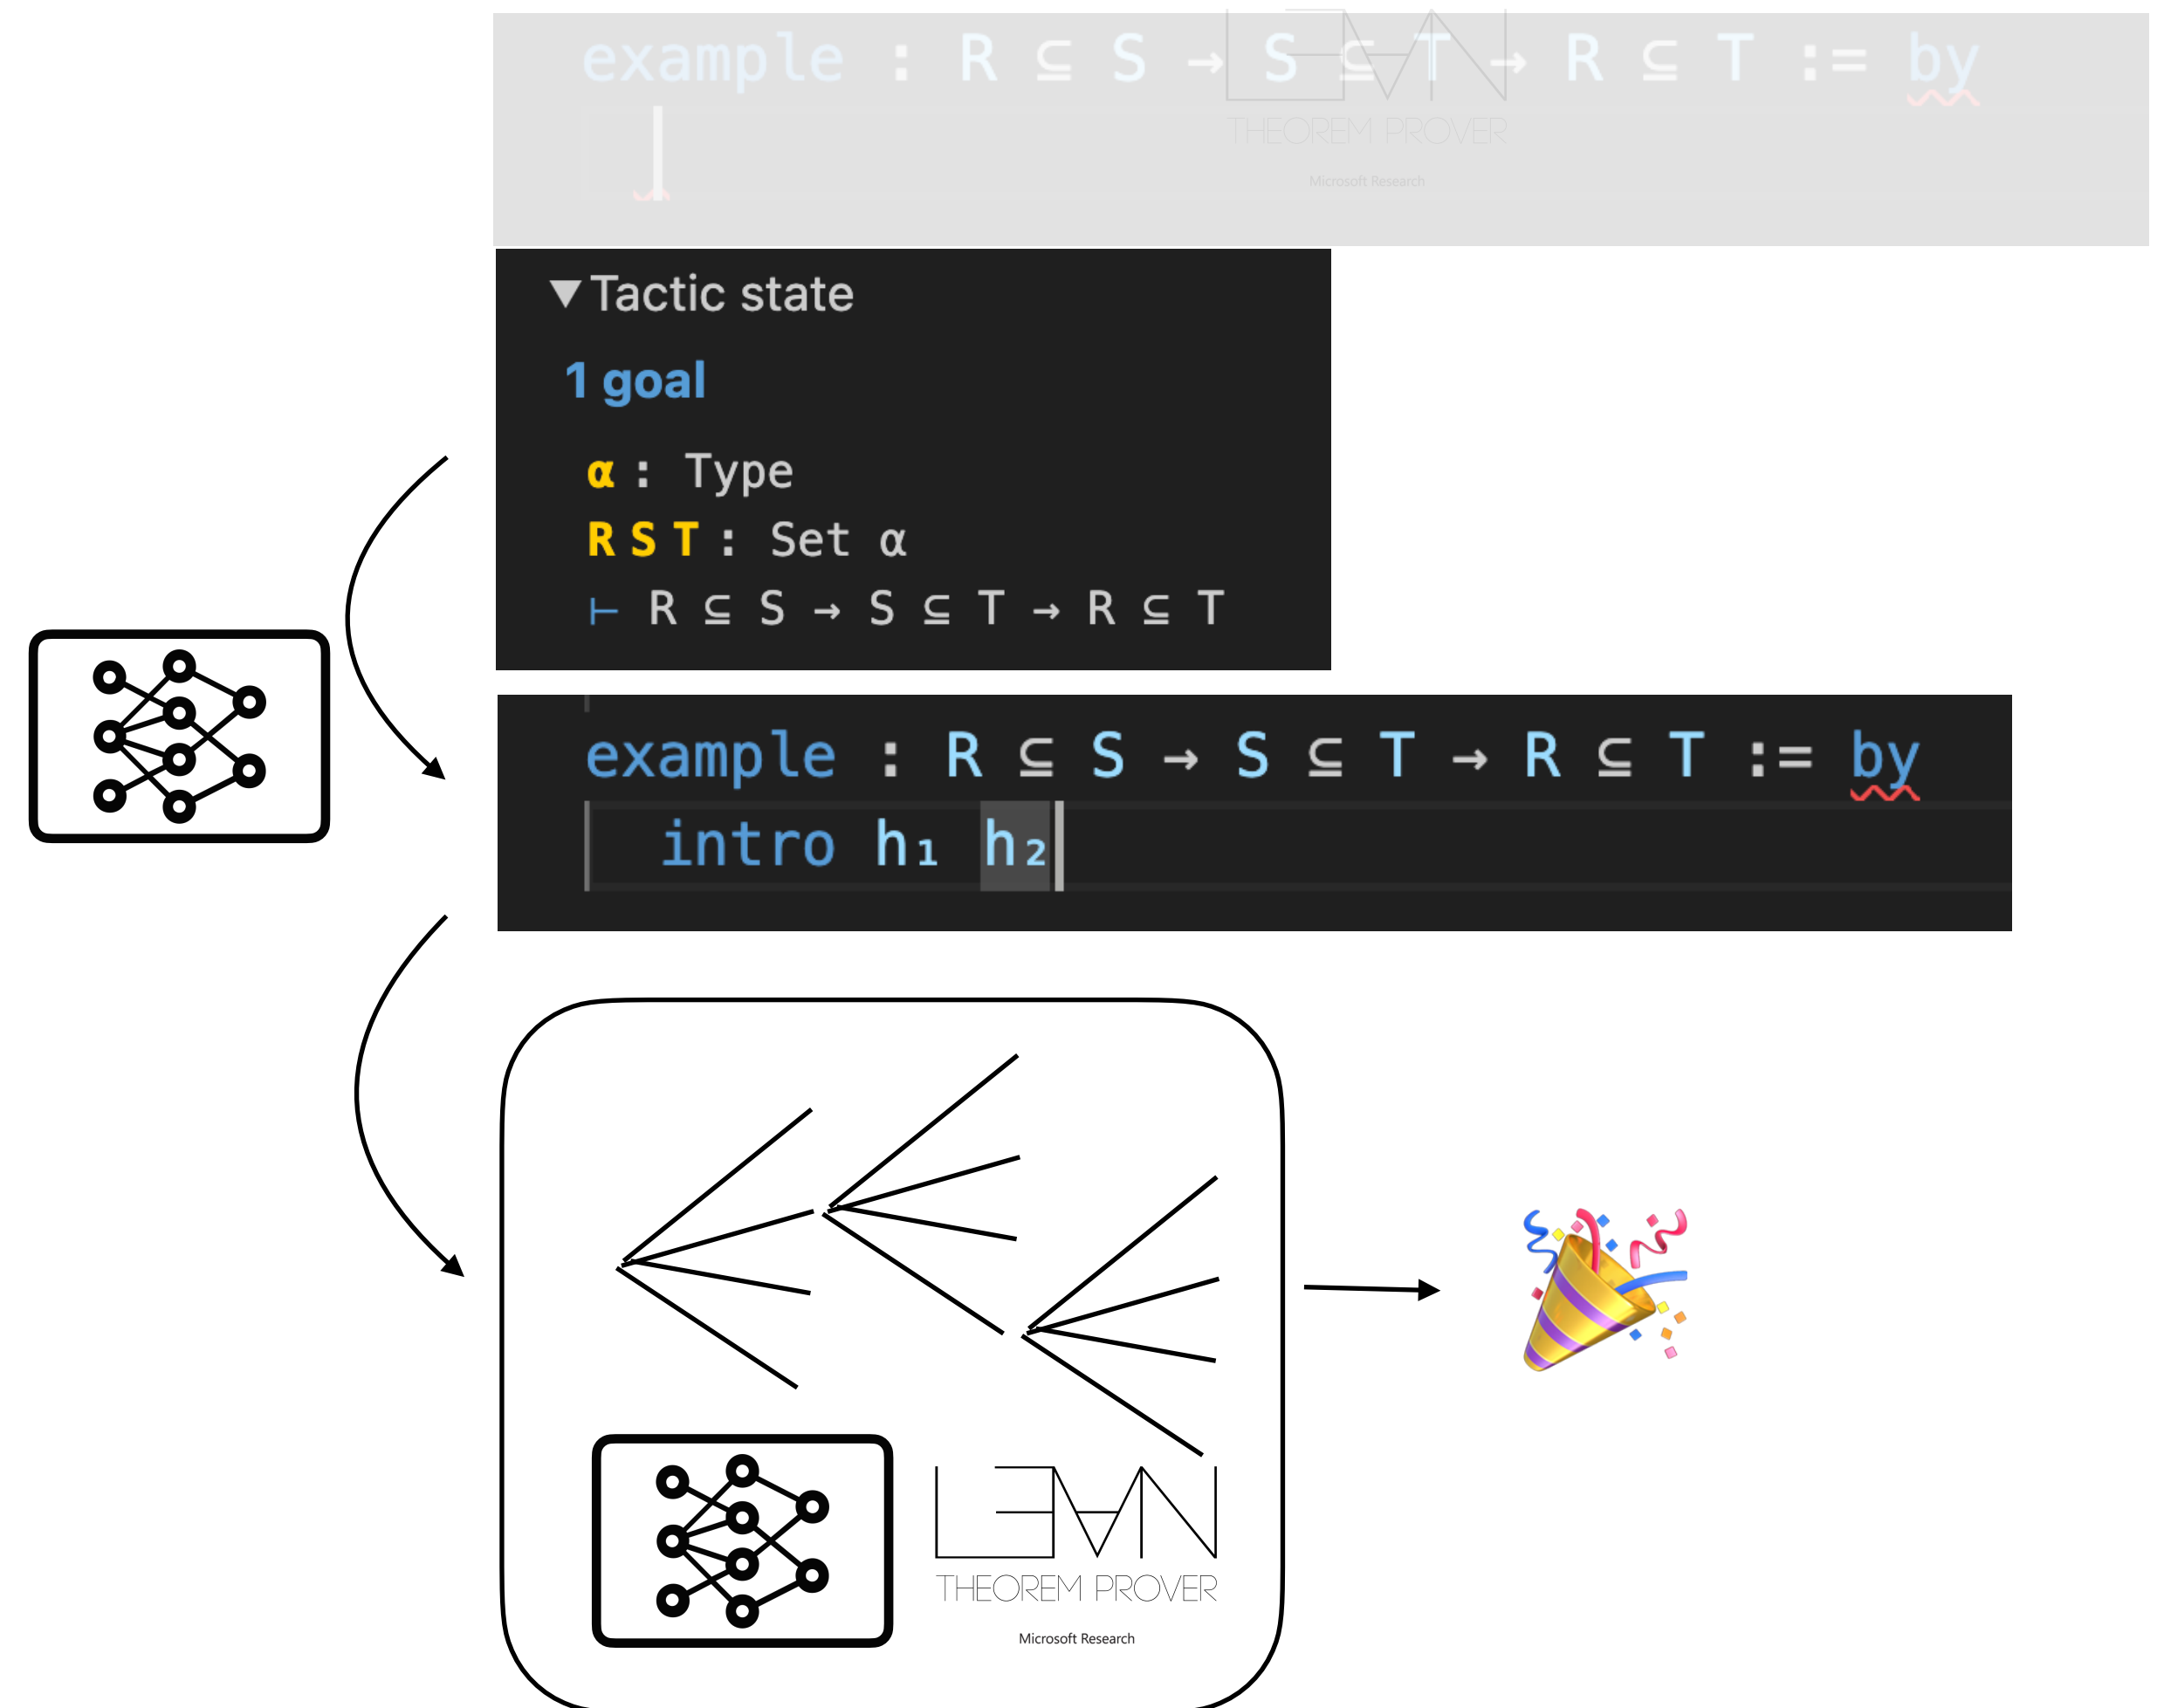 example : R ⊆ S → S ⊆ T → R ⊆ T := by
THEOREM PROVER
Microsoft Research
▼Tactic state
1 goal
α : Type
R S T : Set α
⊢ R ⊆ S → S ⊆ T → R ⊆ T
example : R ⊆ S → S ⊆ T → R ⊆ T := by
intro h₁ h₂
L∃∀N
THEOREM PROVER
Microsoft Research